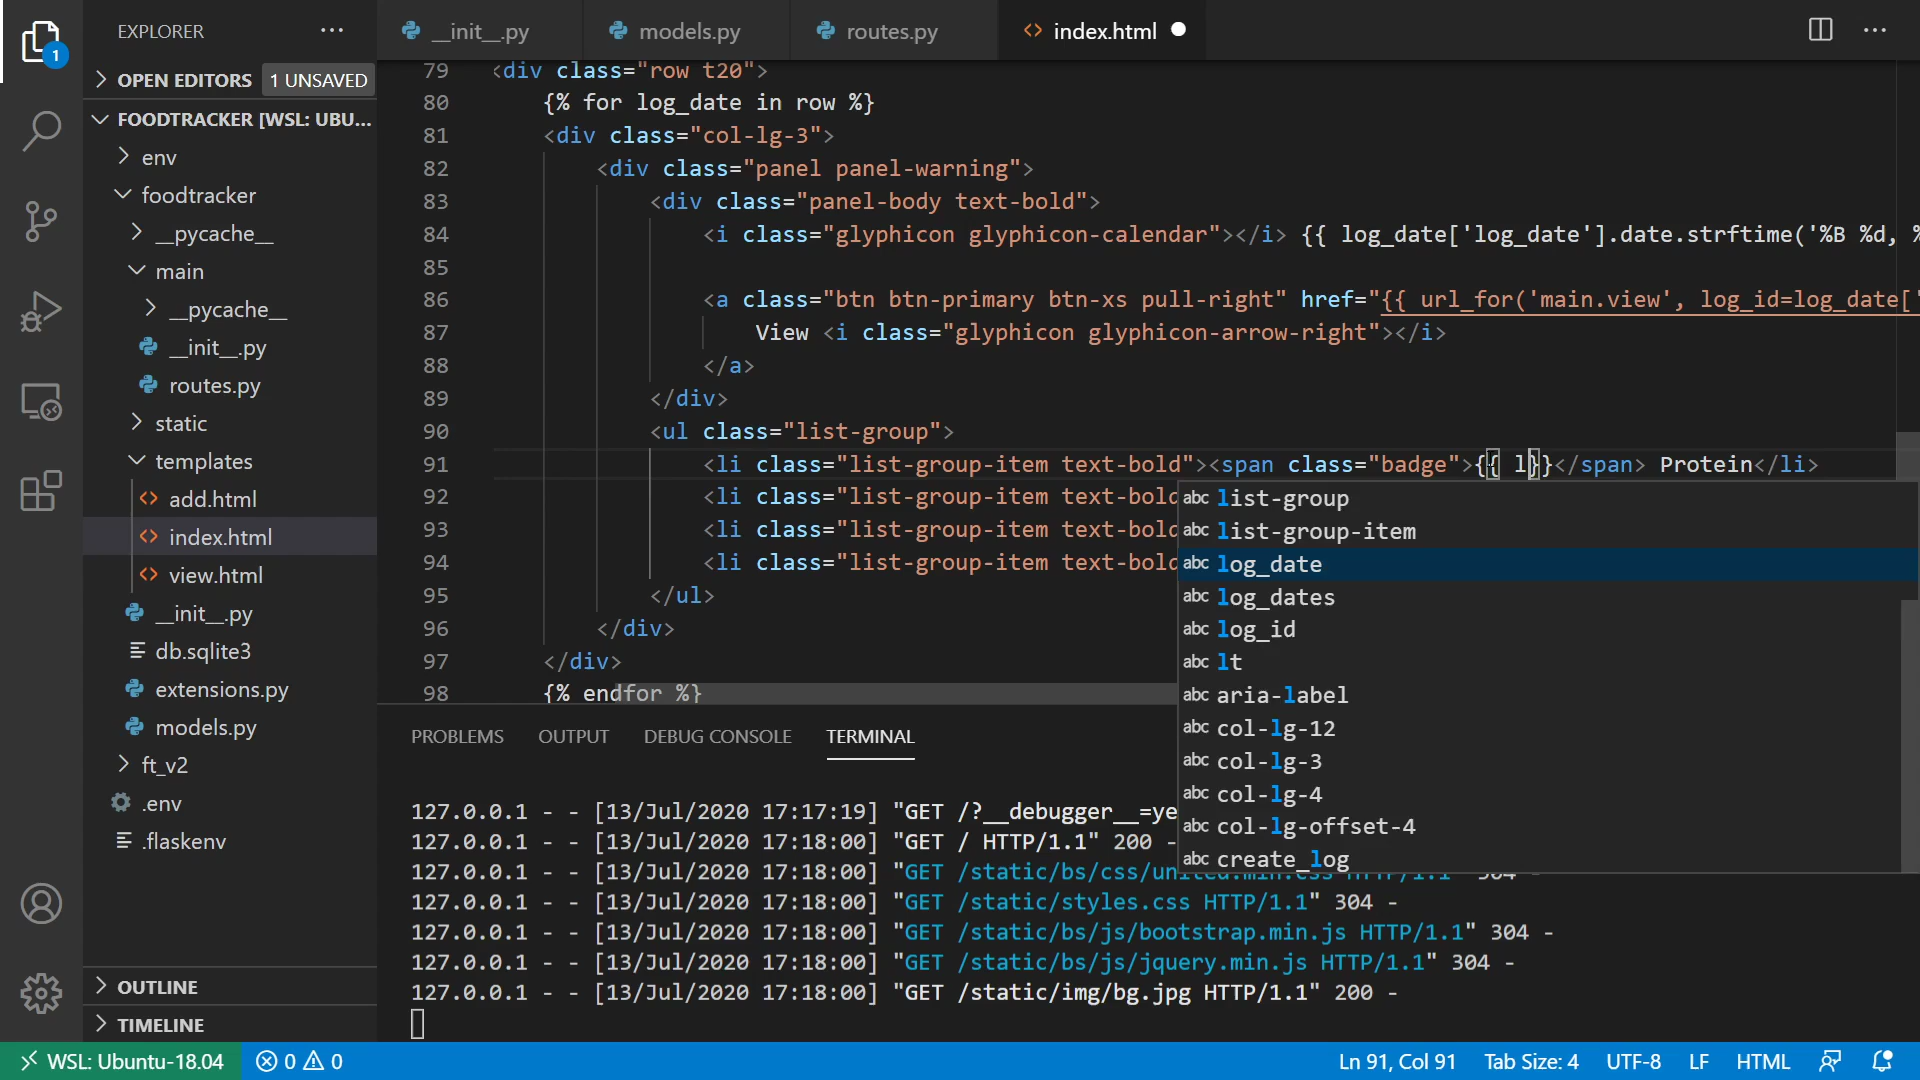 1
EXPLORER
OPEN EDITORS 1 UNSAVED
FOODTRACKER [WSL: UBU...
env
foodtracker
__pycache__
main
__pycache__
__init__.py
routes.py
static
templates
add.html
index.html
view.html
__init__.py
db.sqlite3
extensions.py
models.py
ft_v2
.env
.flaskenv
OUTLINE
TIMELINE
__init__.py models.py routes.py index.html
79 <div class="row t20">
80 {% for log_date in row %}
81 <div class="col-lg-3">
82 <div class="panel panel-warning">
83 <div class="panel-body text-bold">
84 <i class="glyphicon glyphicon-calendar"></i> {{ log_date['log_date'].date.strftime('%B %d, %
85
86 <a class="btn btn-primary btn-xs pull-right" href="{{ url_for('main.view', log_id=log_date['
87 View <i class="glyphicon glyphicon-arrow-right"></i>
88 </a>
89 </div>
90 <ul class="list-group">
91 <li class="list-group-item text-bold"><span class="badge">{{ l}}</span> Protein</li>
92 <li class="list-group-item text-bold
93 <li class="list-group-item text-bold
94 <li class="list-group-item text-bold
95 </ul>
96 </div>
97 </div>
98 {% endfor %}
abc list-group
abc list-group-item
abc log_date
abc log_dates
abc log_id
abc lt
abc aria-label
abc col-lg-12
abc col-lg-3
abc col-lg-4
abc col-lg-offset-4
abc create_log
PROBLEMS OUTPUT DEBUG CONSOLE TERMINAL
127.0.0.1 - - [13/Jul/2020 17:17:19] "GET /?__debugger__=ye
127.0.0.1 - - [13/Jul/2020 17:18:00] "GET / HTTP/1.1" 200 -
127.0.0.1 - - [13/Jul/2020 17:18:00] "GET /static/bs/css/united.min.css HTTP/1.1" 304 -
127.0.0.1 - - [13/Jul/2020 17:18:00] "GET /static/styles.css HTTP/1.1" 304 -
127.0.0.1 - - [13/Jul/2020 17:18:00] "GET /static/bs/js/bootstrap.min.js HTTP/1.1" 304 -
127.0.0.1 - - [13/Jul/2020 17:18:00] "GET /static/bs/js/jquery.min.js HTTP/1.1" 304 -
127.0.0.1 - - [13/Jul/2020 17:18:00] "GET /static/img/bg.jpg HTTP/1.1" 200 -
WSL: Ubuntu-18.04 0 0 Ln 91, Col 91 Tab Size: 4 UTF-8 LF HTML